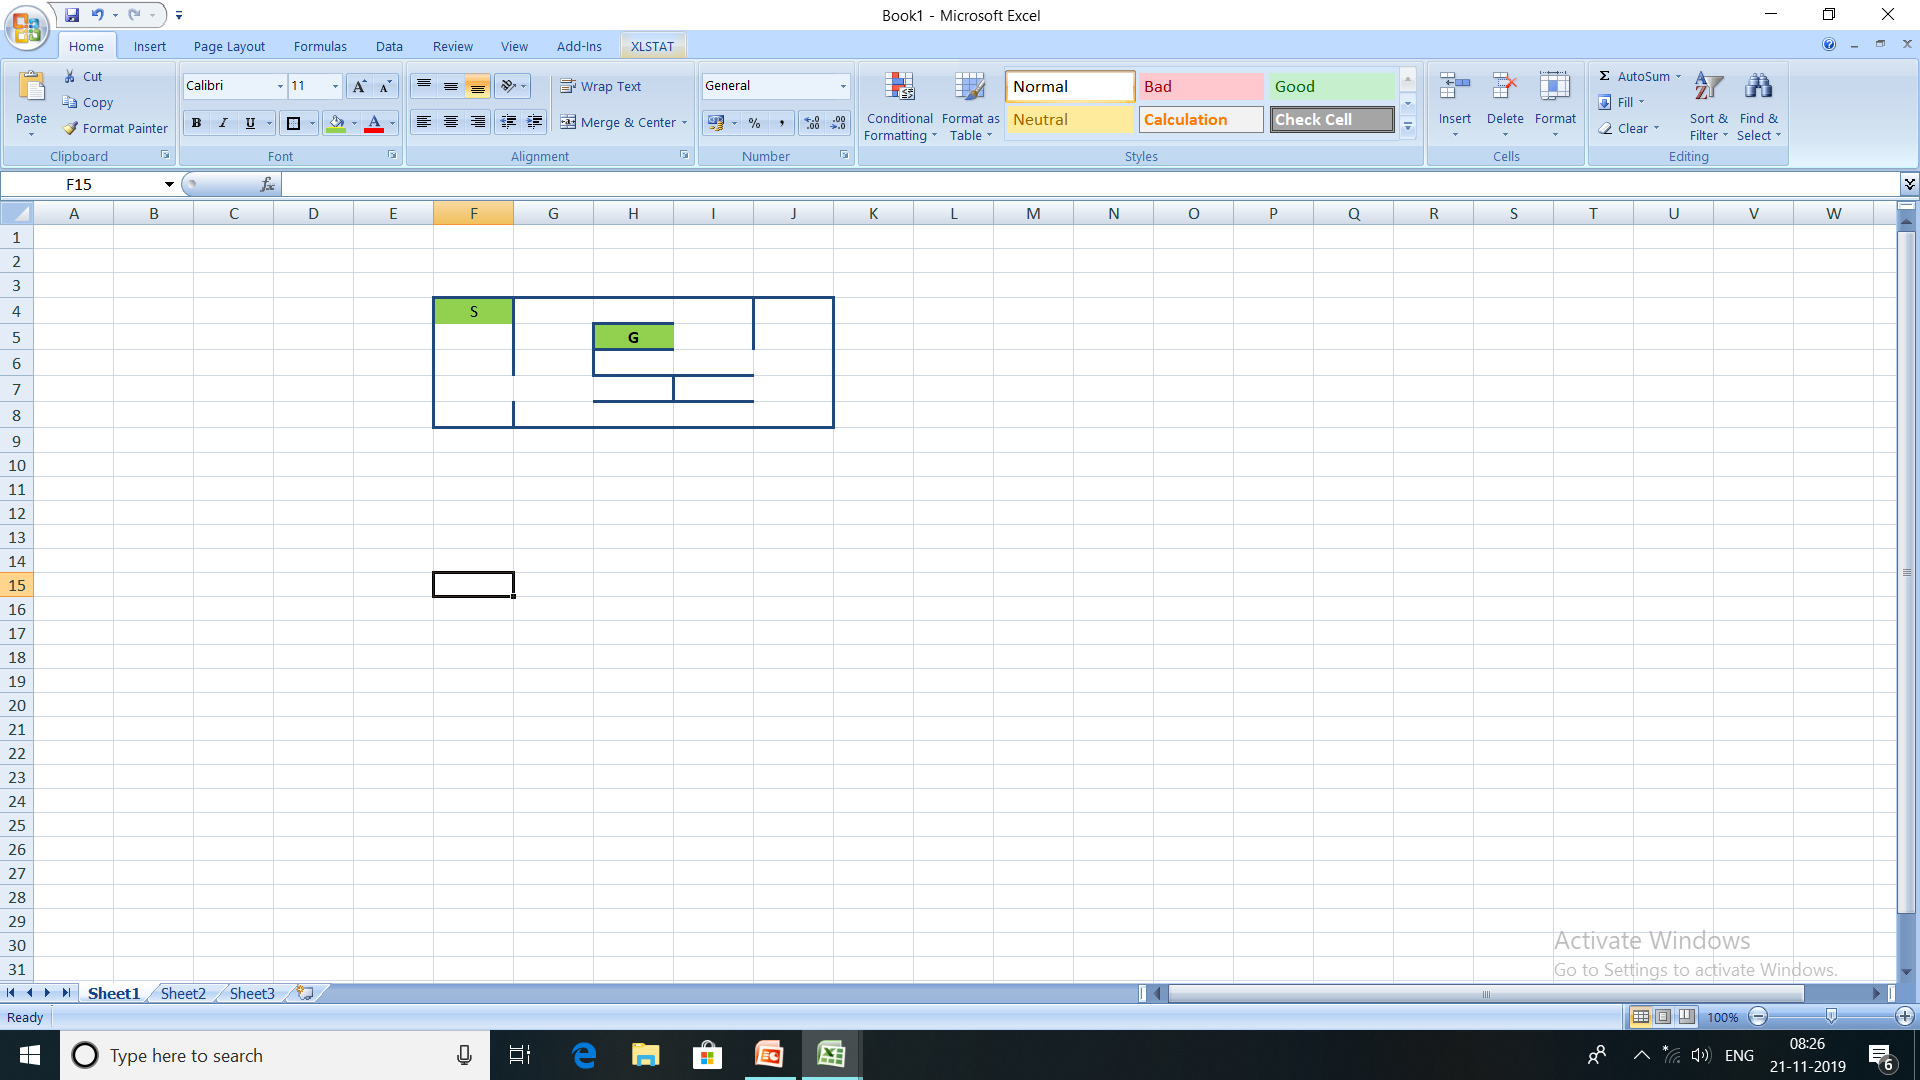 Book1 - Microsoft Excel
Home Insert Page Layout Formulas Data Review View Add-Ins XLSTAT
Paste Cut Copy Format Painter
Clipboard
Calibri 11
B I U A
Font
Wrap Text
Merge & Center
Alignment
General
% , .00 .0
Number
Conditional Formatting Format as Table
Normal Bad Good
Neutral Calculation Check Cell
Styles
Insert Delete Format
Cells
Σ AutoSum
Fill
Clear
Sort & Filter Find & Select
Editing
F15 fx
A B C D E F G H I J K L M N O P Q R S T U V W
1
2
3
4 S
5 G
6
7
8
9
10
11
12
13
14
15
16
17
18
19
20
21
22
23
24
25
26
27
28
29
30
31
Activate Windows
Go to Settings to activate Windows.
Sheet1 Sheet2 Sheet3
Ready 100%
Type here to search
ENG 08:26
21-11-2019
6